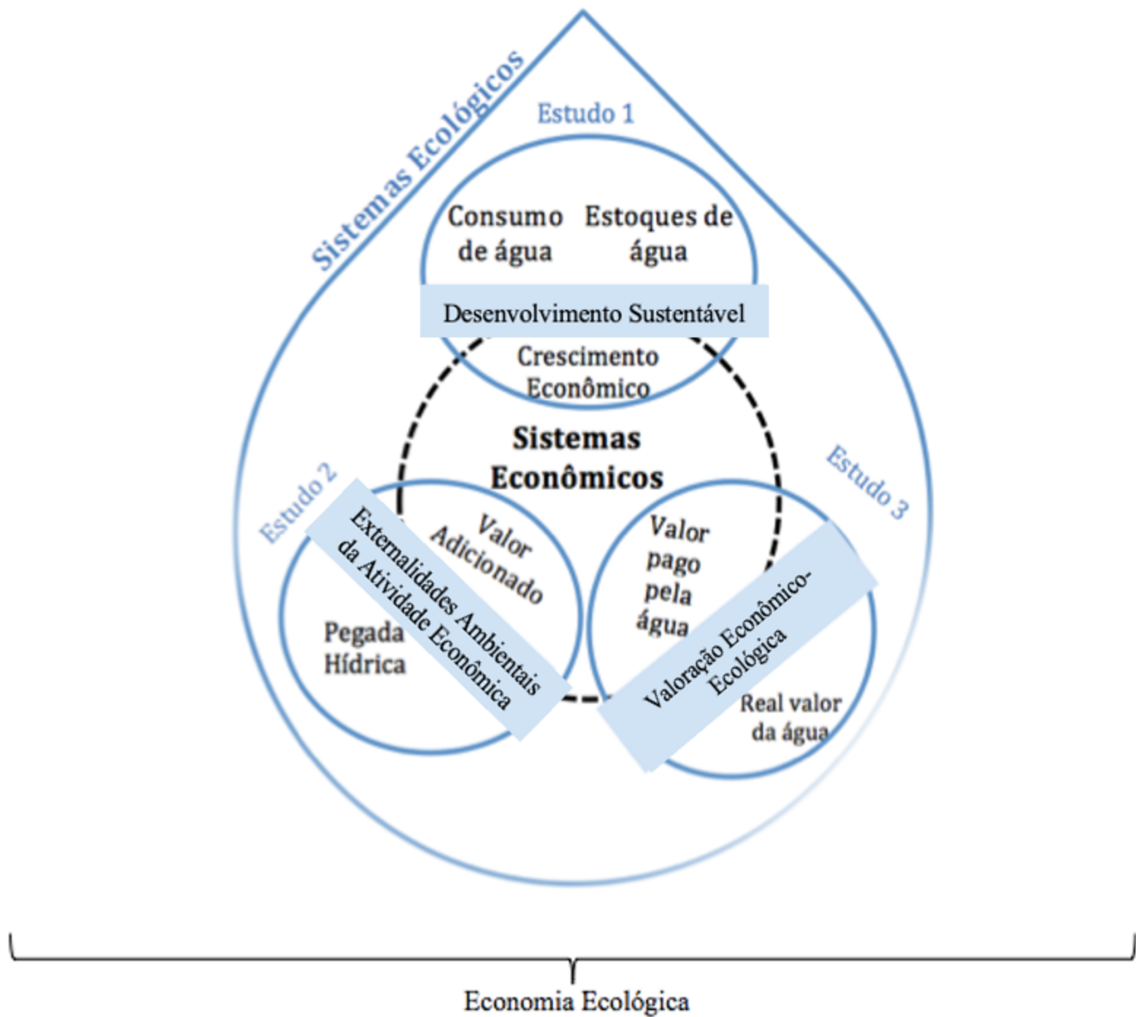 Sistemas Ecológicos
Estudo 1
Consumo
de água
Estoques de
água
Desenvolvimento Sustentável
Crescimento
Econômico
Sistemas
Econômicos
Estudo 2
Valor
Adicionado
Externalidades Ambientais
da Atividade Econômica
Pegada
Hídrica
Estudo 3
Valor
pago
pela
água
Valoração Econômico-
Ecológica
Real valor
da água
Economia Ecológica